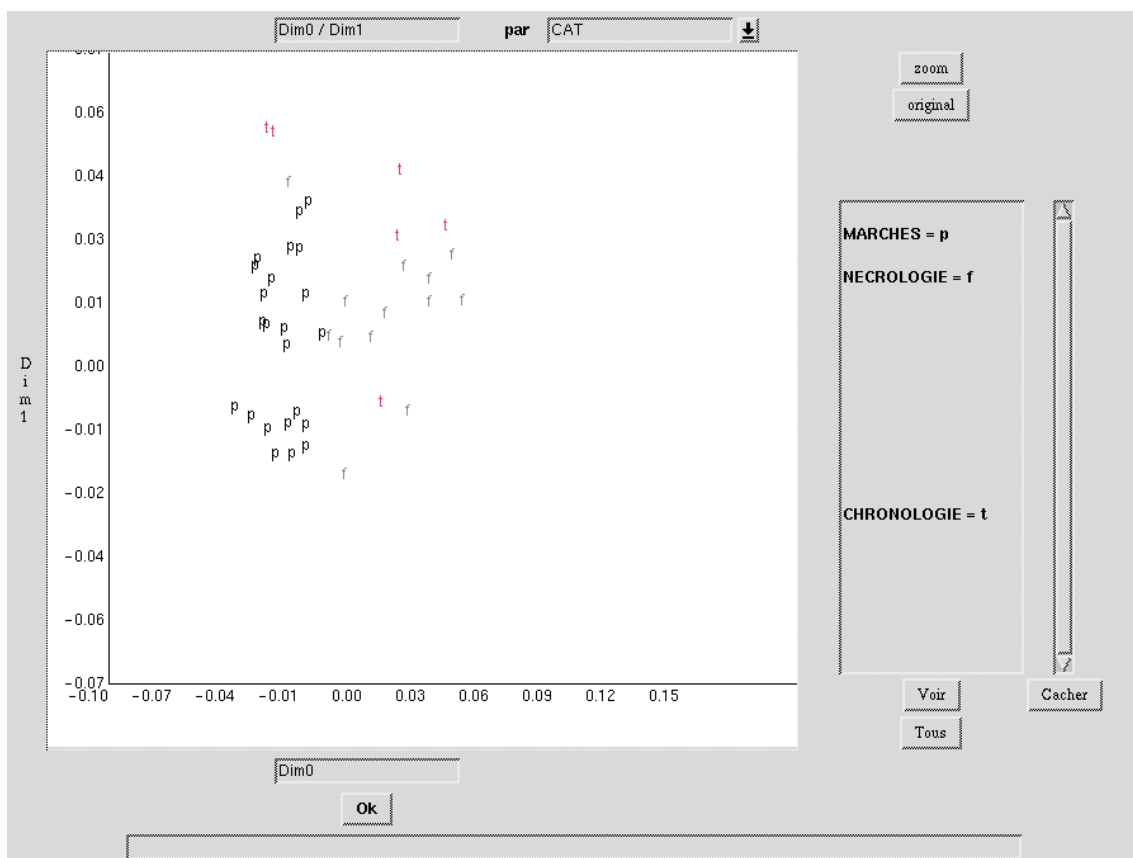 Dim0 / Dim1 par CAT
zoom
original
0.06
t t
t
0.04
f
p
p
t
0.03
t
p p
f
p
p
f
p
f
p
p
0.01
f
f
f
f
p
p
p
p
f
f
f
p
0.00
t
f
p
p
p
p
p
p
-0.01
p
p
p
p
f
-0.02
-0.04
-0.06
-0.07
-0.10 -0.07 -0.04 -0.01 0.00 0.03 0.06 0.09 0.12 0.15
Dim1
MARCHES = p
NECROLOGIE = f
CHRONOLOGIE = t
Voir
Cacher
Tous
Dim0
Ok